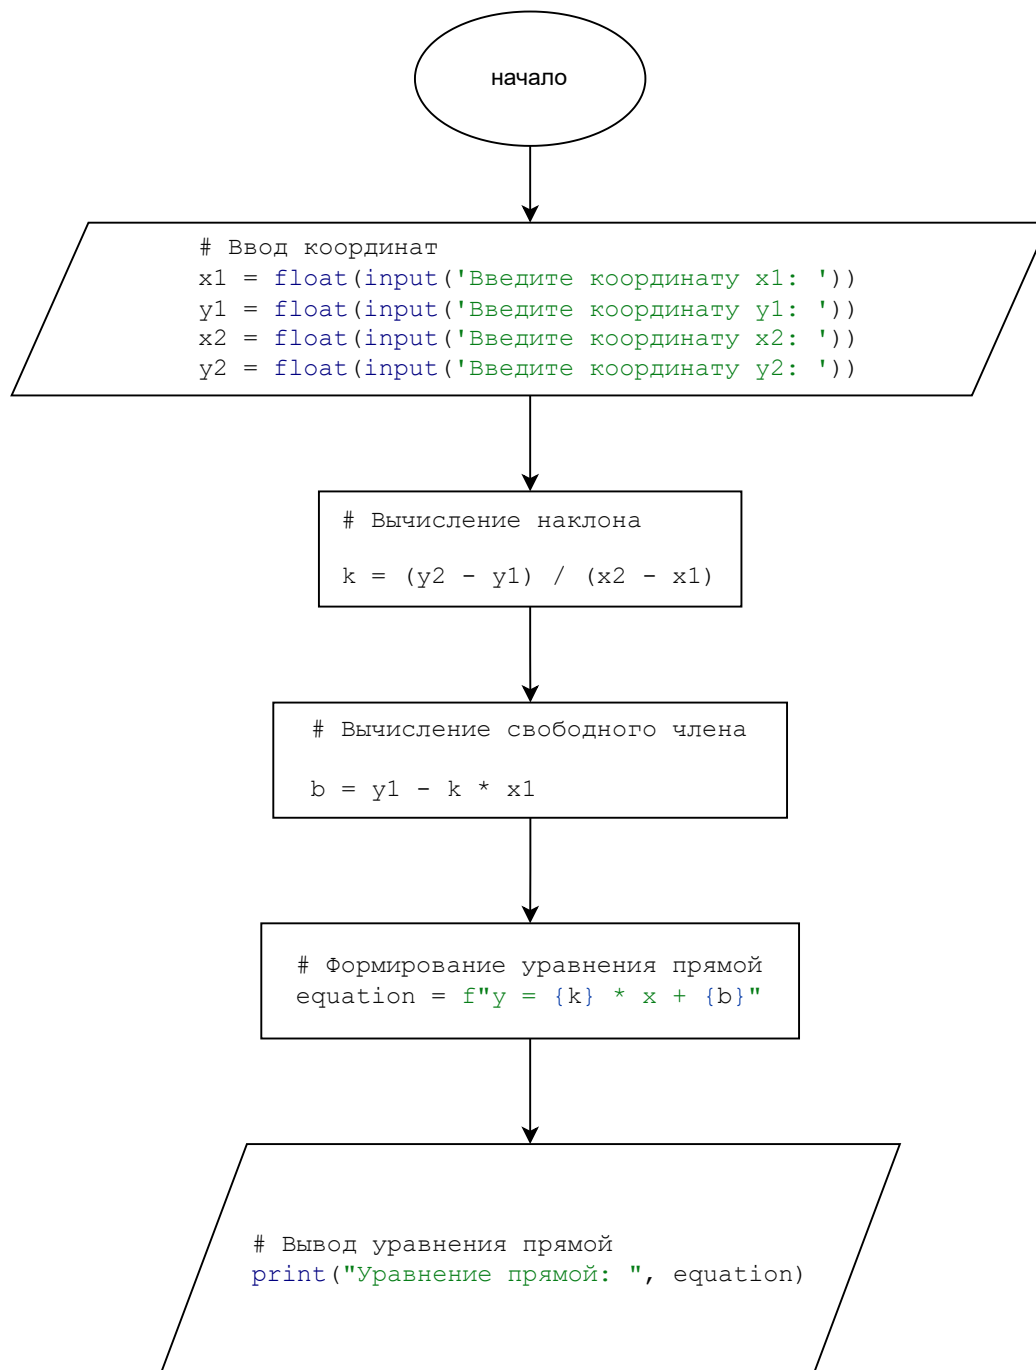 начало
# Ввод координат
x1 = float(input('Введите координату x1: '))
y1 = float(input('Введите координату y1: '))
x2 = float(input('Введите координату x2: '))
y2 = float(input('Введите координату y2: '))
# Вычисление наклона
k = (y2 - y1) / (x2 - x1)
# Вычисление свободного члена
b = y1 - k * x1
# Формирование уравнения прямой
equation = f"y = {k} * x + {b}"
# Вывод уравнения прямой
print("Уравнение прямой: ", equation)